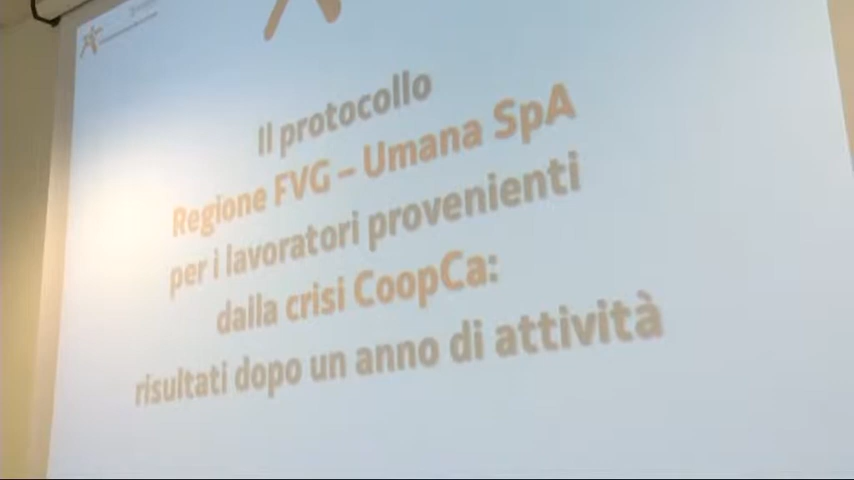 Il protocollo
Regione FVG – Umana SpA
per i lavoratori provenienti
dalla crisi CoopCa:
risultati dopo un anno di attività